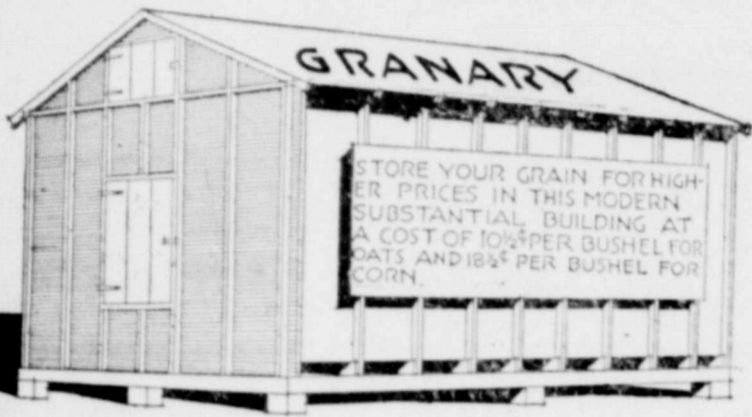 GRANARY
STORE YOUR GRAIN FOR HIGH-
ER PRICES IN THIS MODERN
SUBSTANTIAL BUILDING AT
A COST OF 10½¢ PER BUSHEL FOR
OATS AND 18½¢ PER BUSHEL FOR
CORN.